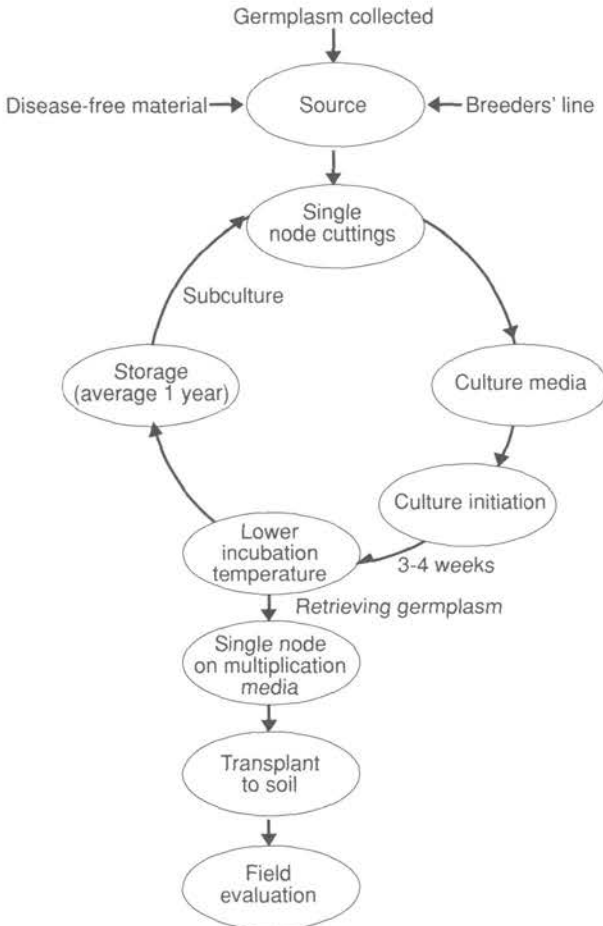 Germplasm collected
Disease-free material
Source
Breeders' line
Single
node cuttings
Subculture
Storage
(average 1 year)
Culture media
Culture initiation
Lower
incubation
temperature
3-4 weeks
Retrieving germplasm
Single node
on multiplication
media
Transplant
to soil
Field
evaluation